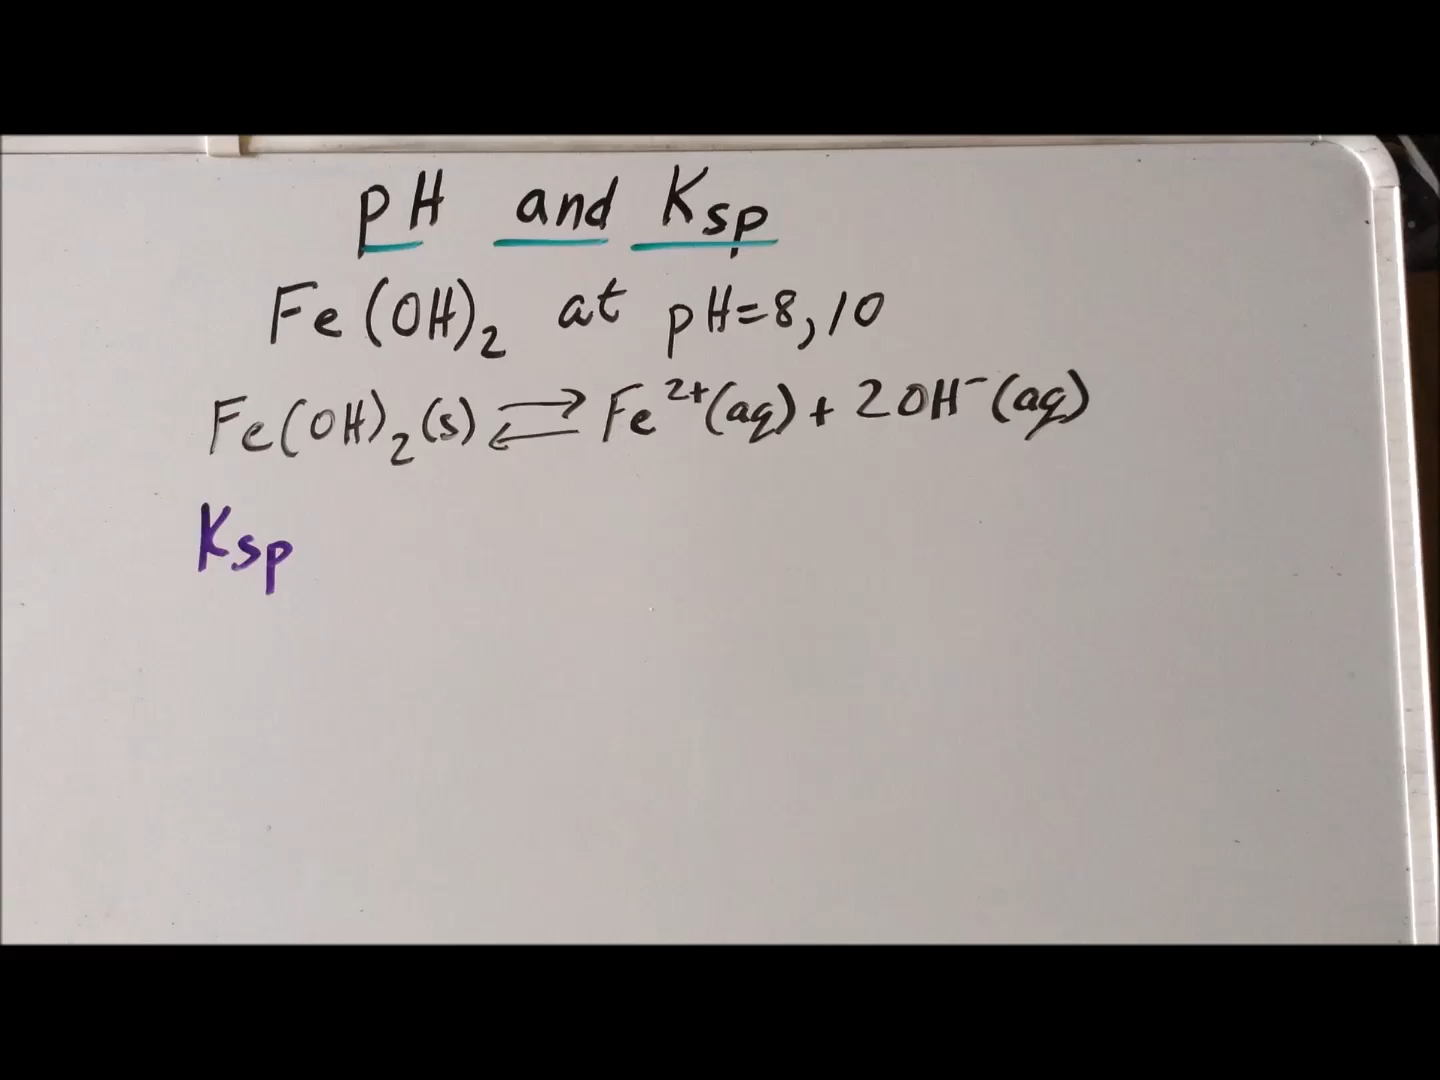 pH and Ksp
Fe(OH)₂ at pH=8,10
Fe(OH)₂(s) ⇌ Fe²⁺(aq) + 2OH⁻(aq)
Ksp